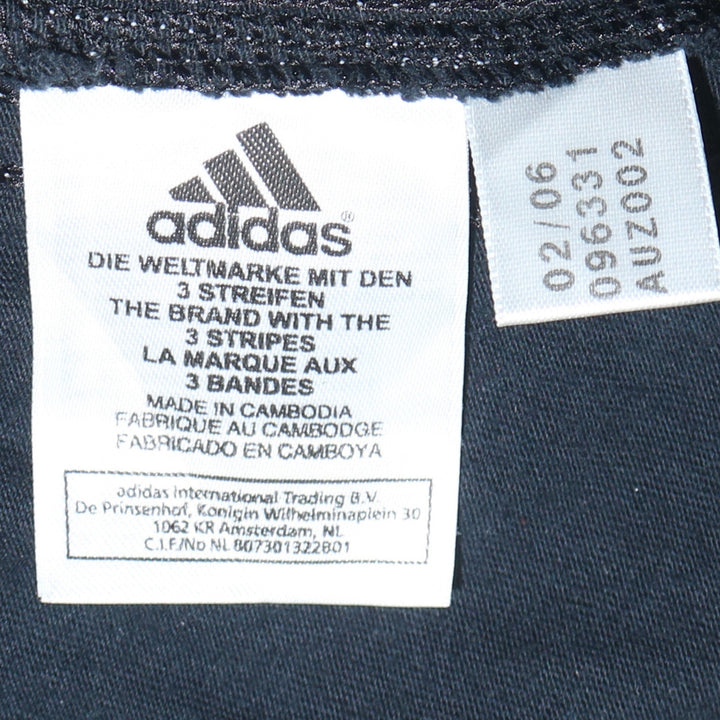 adidas®
DIE WELTMARKE MIT DEN
3 STREIFEN
THE BRAND WITH THE
3 STRIPES
LA MARQUE AUX
3 BANDES
MADE IN CAMBODIA
FABRIQUE AU CAMBODGE
FABRICADO EN CAMBOYA
adidas International Trading B.V.
De Prinsenhof, Konigin Wilhelminaplein 30
1062 KR Amsterdam, NL
C.I.F./No NL 807301322B01
02/06
096331
AUZ002